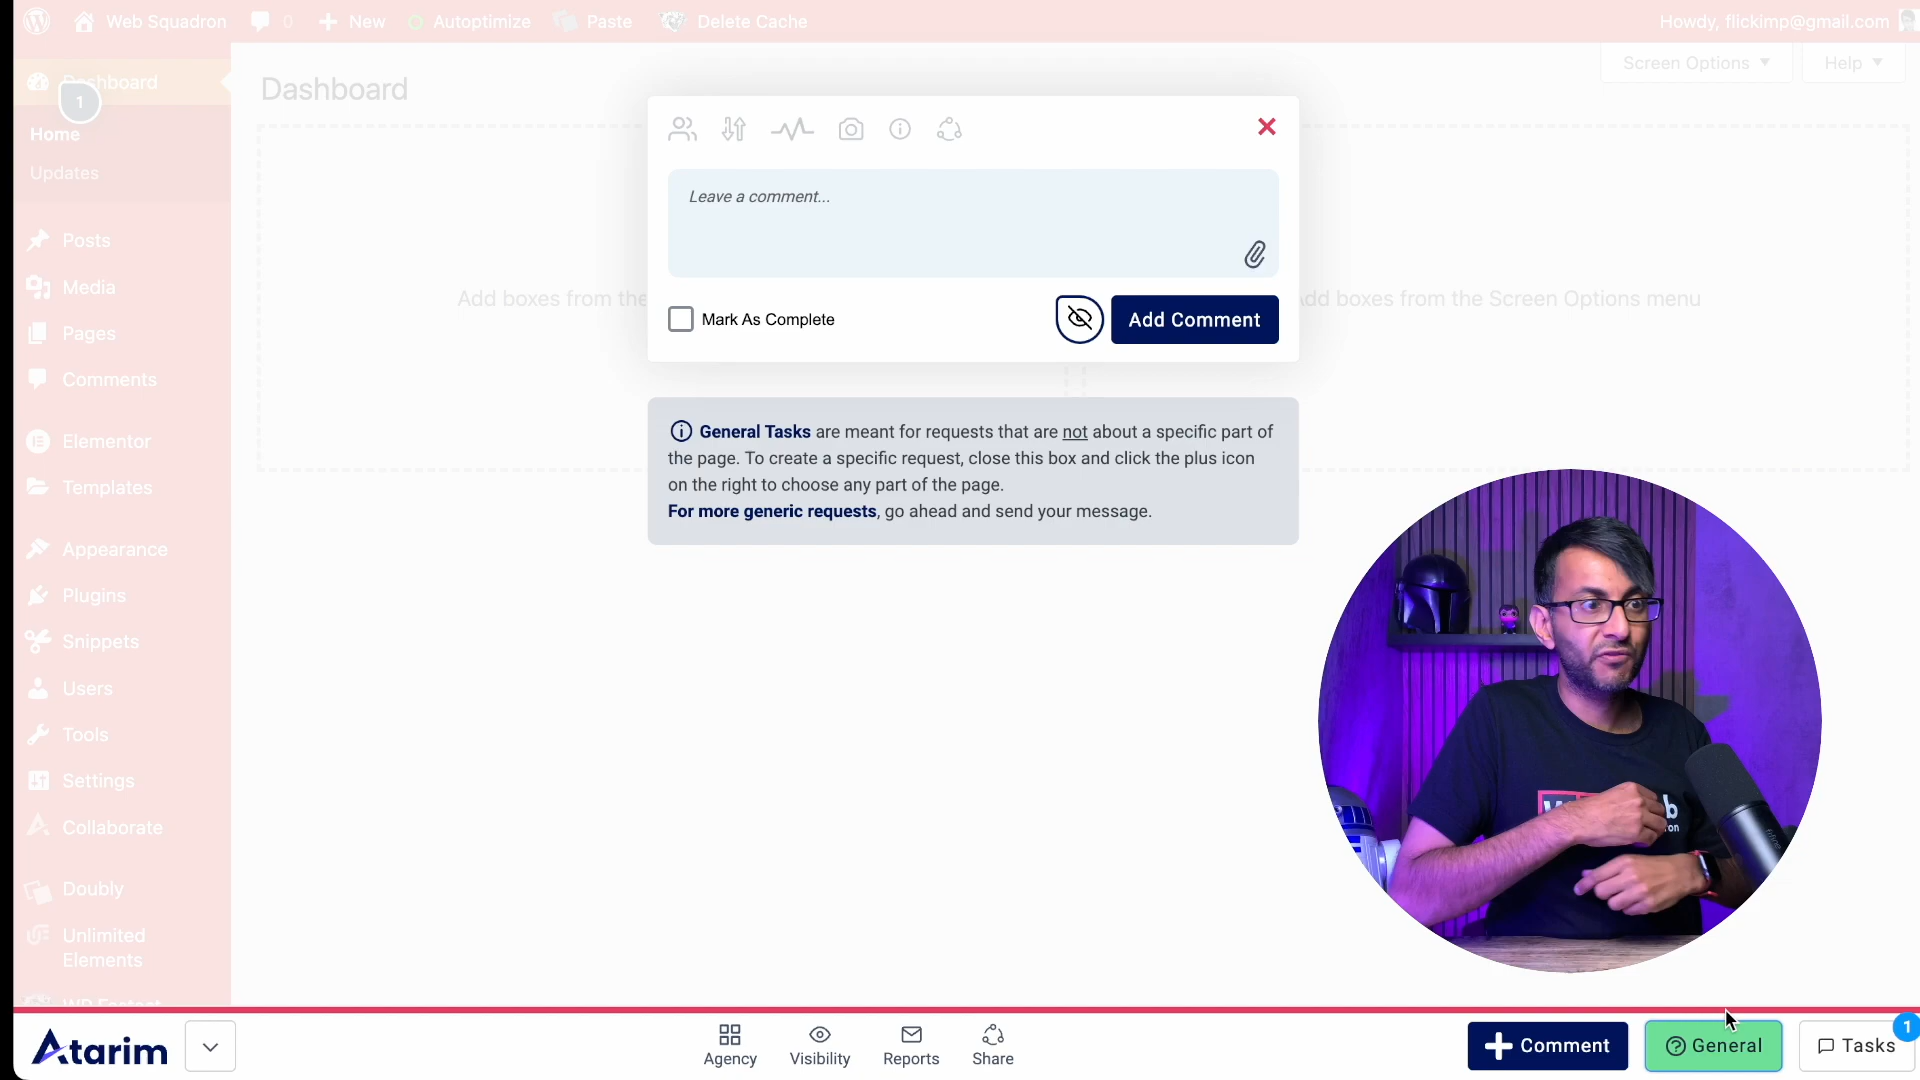 Web Squadron 0 New Autoptimize Paste Delete Cache Howdy, flickimp@gmail.com
Screen Options Help
Dashboard
1
Home
Updates
Posts
Media
Pages
Comments
Elementor
Templates
Appearance
Plugins
Snippets
Users
Tools
Settings
Collaborate
Doubly
Unlimited
Elements
Dashboard
Add boxes from the
dd boxes from the Screen Options menu
Leave a comment...
Mark As Complete
Add Comment
General Tasks are meant for requests that are not about a specific part of
the page. To create a specific request, close this box and click the plus icon
on the right to choose any part of the page.
For more generic requests, go ahead and send your message.
Atarim
Agency
Visibility
Reports
Share
Comment
General
Tasks
1